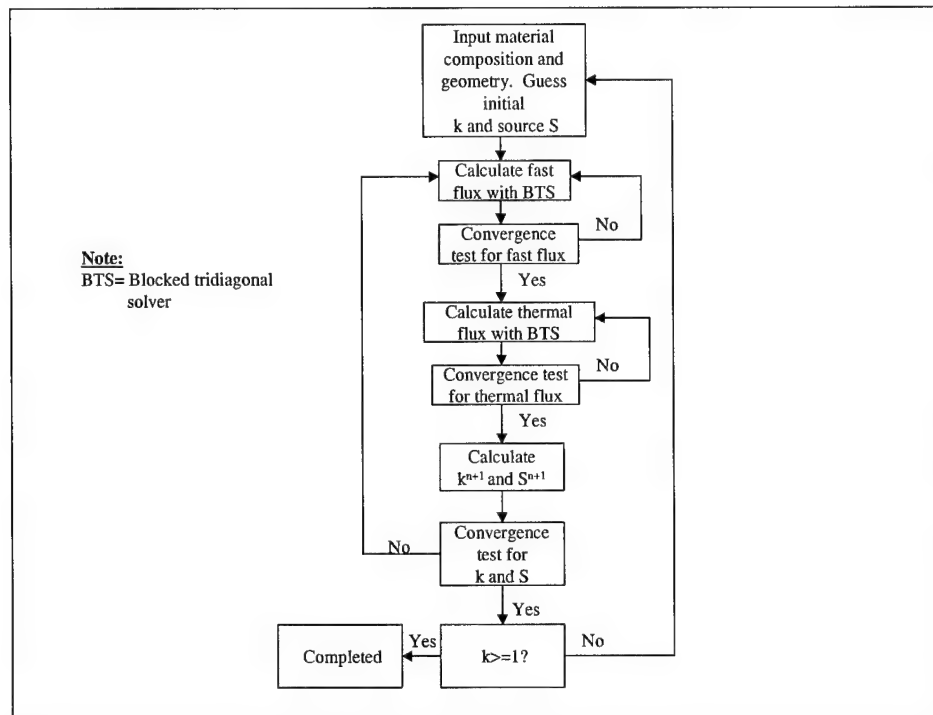 Input material
composition and
geometry. Guess
initial
k and source S
Calculate fast
flux with BTS
No
Convergence
test for fast flux
Note:
BTS= Blocked tridiagonal
solver
Yes
Calculate thermal
flux with BTS
No
Convergence test
for thermal flux
Yes
Calculate
kⁿ⁺¹ and Sⁿ⁺¹
Convergence
test for
k and S
No
Yes
Completed
Yes
k>=1?
No